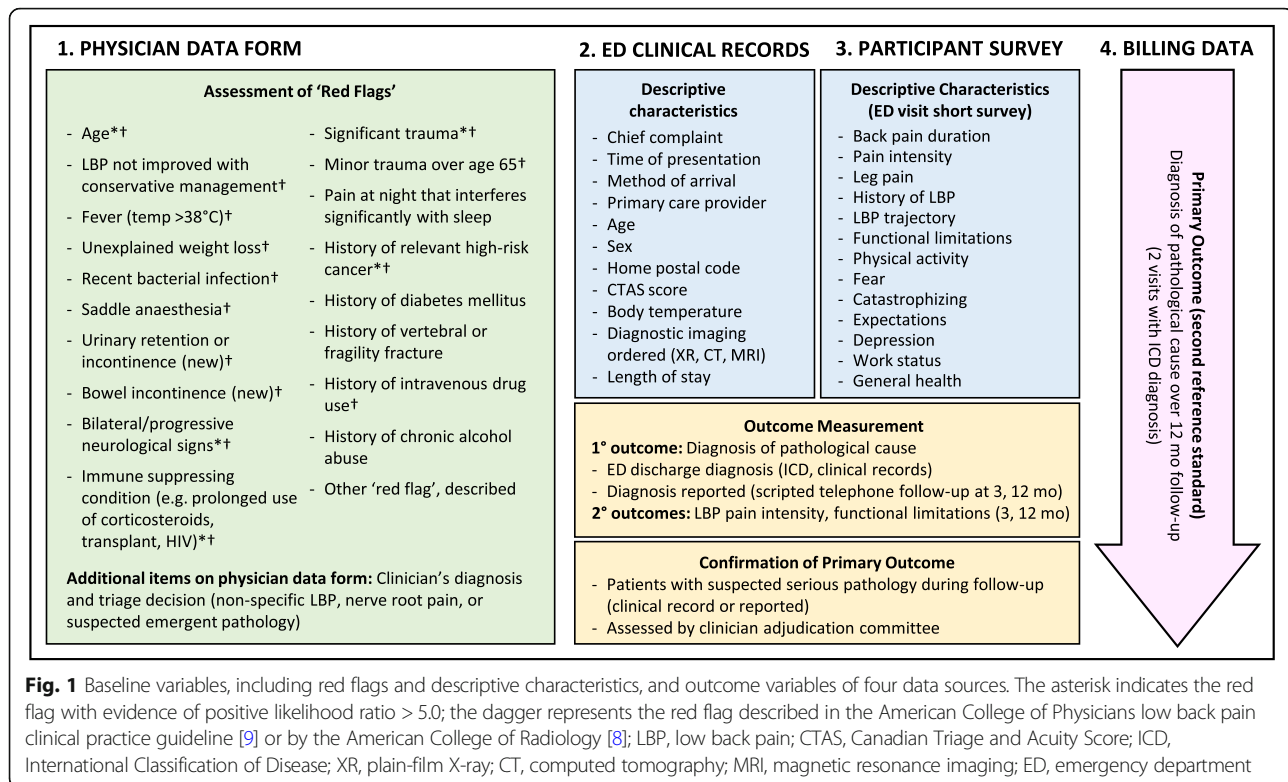 1. PHYSICIAN DATA FORM
Assessment of ‘Red Flags’
- Age*†
- LBP not improved with
conservative management†
- Fever (temp >38°C)†
- Unexplained weight loss†
- Recent bacterial infection†
- Saddle anaesthesia†
- Urinary retention or
incontinence (new)†
- Bowel incontinence (new)†
- Bilateral/progressive
neurological signs*†
- Immune suppressing
condition (e.g. prolonged use
of corticosteroids,
transplant, HIV)*†
- Significant trauma*†
- Minor trauma over age 65†
- Pain at night that interferes
significantly with sleep
- History of relevant high-risk
cancer*†
- History of diabetes mellitus
- History of vertebral or
fragility fracture
- History of intravenous drug
use†
- History of chronic alcohol
abuse
- Other ‘red flag’, described
Additional items on physician data form: Clinician’s diagnosis
and triage decision (non-specific LBP, nerve root pain, or
suspected emergent pathology)
2. ED CLINICAL RECORDS
Descriptive
characteristics
- Chief complaint
- Time of presentation
- Method of arrival
- Primary care provider
- Age
- Sex
- Home postal code
- CTAS score
- Body temperature
- Diagnostic imaging
ordered (XR, CT, MRI)
- Length of stay
3. PARTICIPANT SURVEY
Descriptive Characteristics
(ED visit short survey)
- Back pain duration
- Pain intensity
- Leg pain
- History of LBP
- LBP trajectory
- Functional limitations
- Physical activity
- Fear
- Catastrophizing
- Expectations
- Depression
- Work status
- General health
Outcome Measurement
1° outcome: Diagnosis of pathological cause
- ED discharge diagnosis (ICD, clinical records)
- Diagnosis reported (scripted telephone follow-up at 3, 12 mo)
2° outcomes: LBP pain intensity, functional limitations (3, 12 mo)
Confirmation of Primary Outcome
- Patients with suspected serious pathology during follow-up
(clinical record or reported)
- Assessed by clinician adjudication committee
4. BILLING DATA
Primary Outcome (second reference standard)
Diagnosis of pathological cause over 12 mo follow-up
(2 visits with ICD diagnosis)
Fig. 1 Baseline variables, including red flags and descriptive characteristics, and outcome variables of four data sources. The asterisk indicates the red
flag with evidence of positive likelihood ratio > 5.0; the dagger represents the red flag described in the American College of Physicians low back pain
clinical practice guideline [9] or by the American College of Radiology [8]; LBP, low back pain; CTAS, Canadian Triage and Acuity Score; ICD,
International Classification of Disease; XR, plain-film X-ray; CT, computed tomography; MRI, magnetic resonance imaging; ED, emergency department